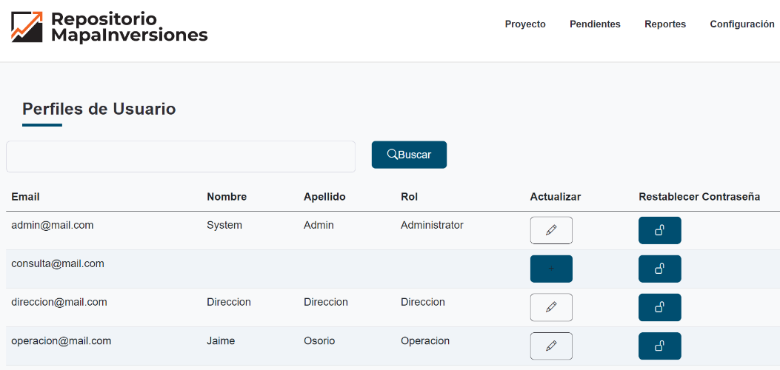 Repositorio
MapaInversiones
Proyecto Pendientes Reportes Configuración
Perfiles de Usuario
Buscar
Email Nombre Apellido Rol Actualizar Restablecer Contraseña
admin@mail.com System Admin Administrator
consulta@mail.com
direccion@mail.com Direccion Direccion Direccion
operacion@mail.com Jaime Osorio Operacion